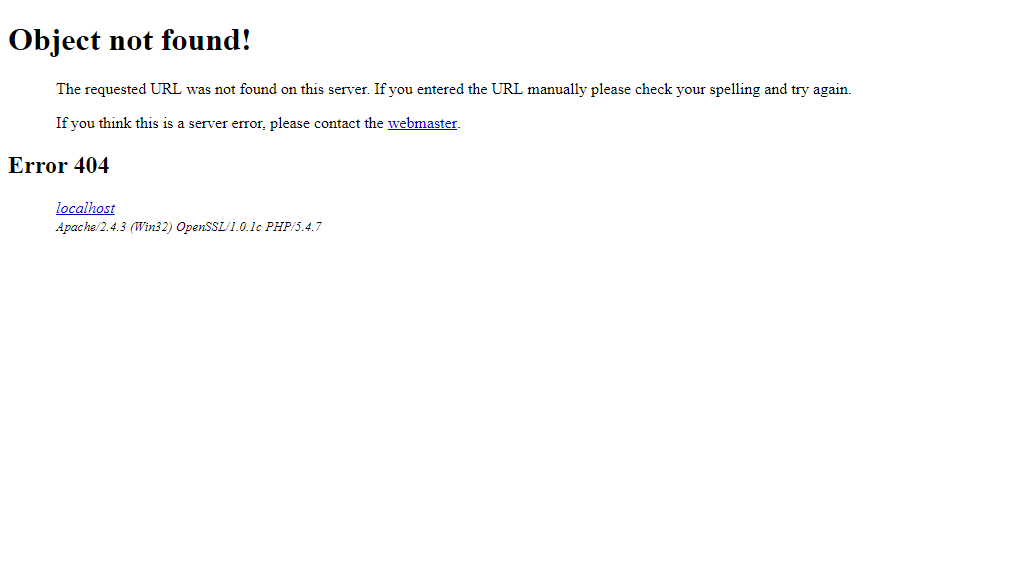 Object not found!
The requested URL was not found on this server. If you entered the URL manually please check your spelling and try again.
If you think this is a server error, please contact the webmaster.
Error 404
localhost
Apache/2.4.3 (Win32) OpenSSL/1.0.1c PHP/5.4.7